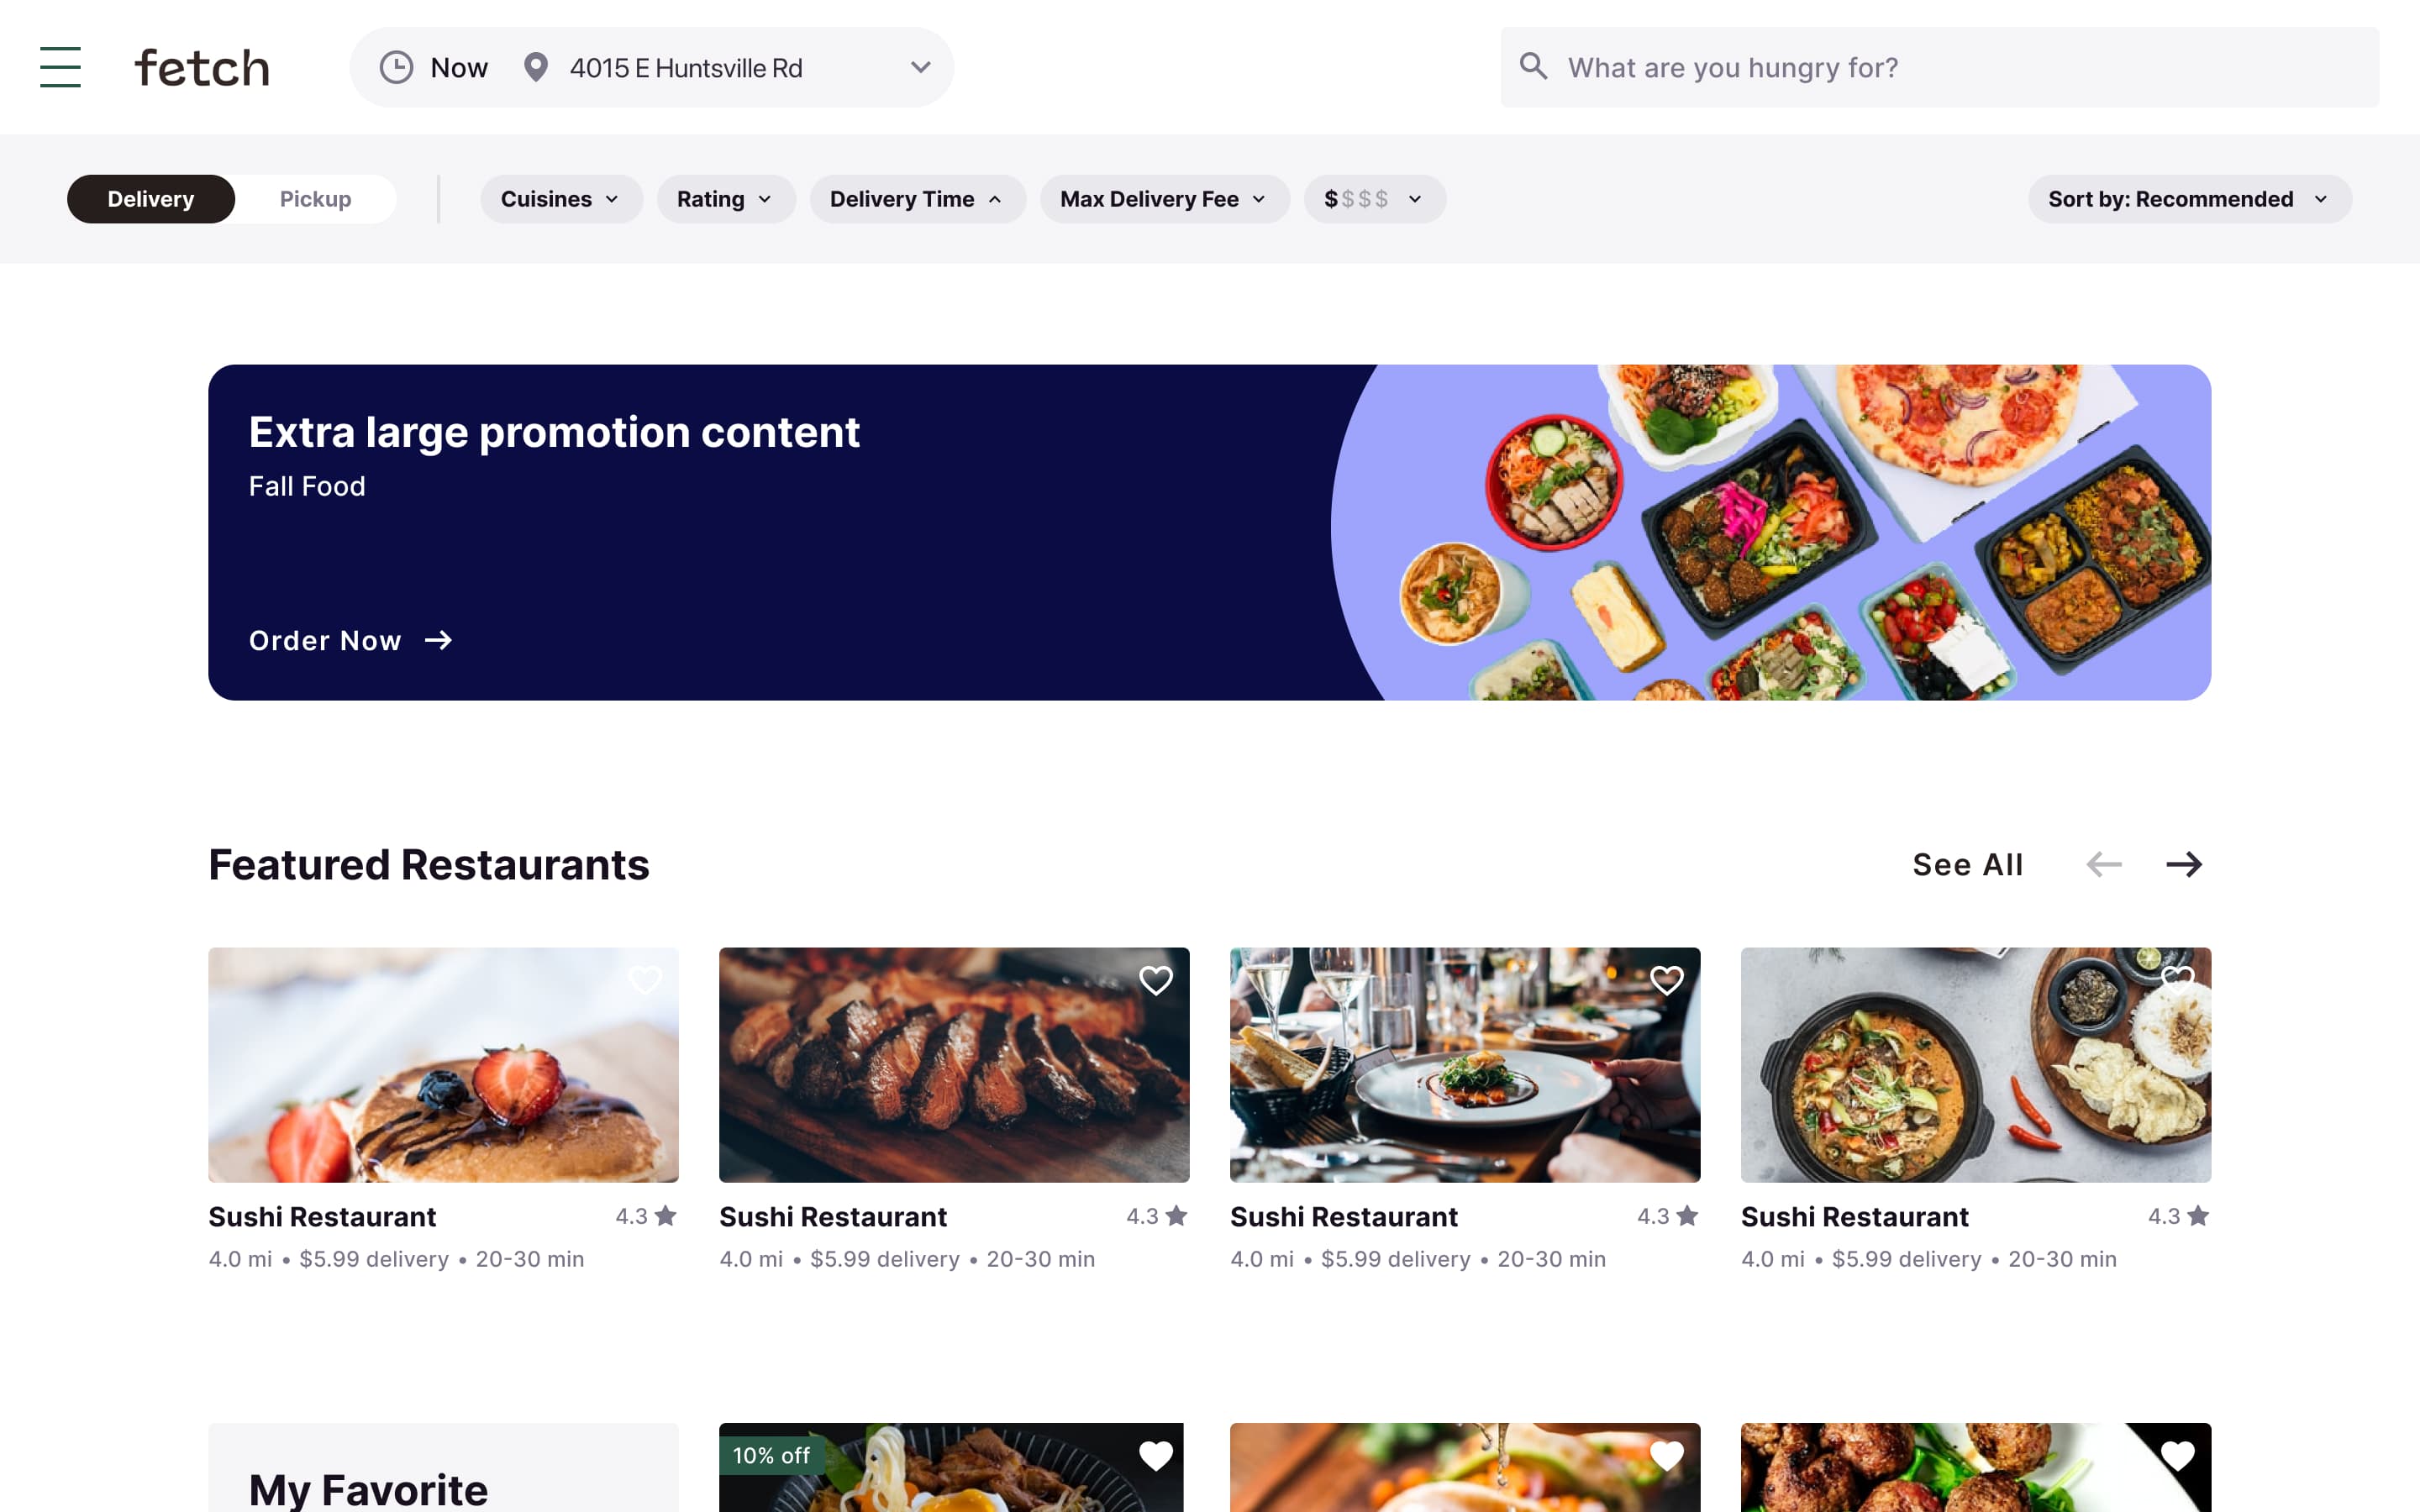 fetch
Now 4015 E Huntsville Rd
What are you hungry for?
Delivery Pickup Cuisines Rating Delivery Time Max Delivery Fee $$$$ Sort by: Recommended
Extra large promotion content
Fall Food
Order Now
Featured Restaurants See All
Sushi Restaurant 4.3
4.0 mi • $5.99 delivery • 20-30 min
Sushi Restaurant 4.3
4.0 mi • $5.99 delivery • 20-30 min
Sushi Restaurant 4.3
4.0 mi • $5.99 delivery • 20-30 min
Sushi Restaurant 4.3
4.0 mi • $5.99 delivery • 20-30 min
My Favorite
10% off